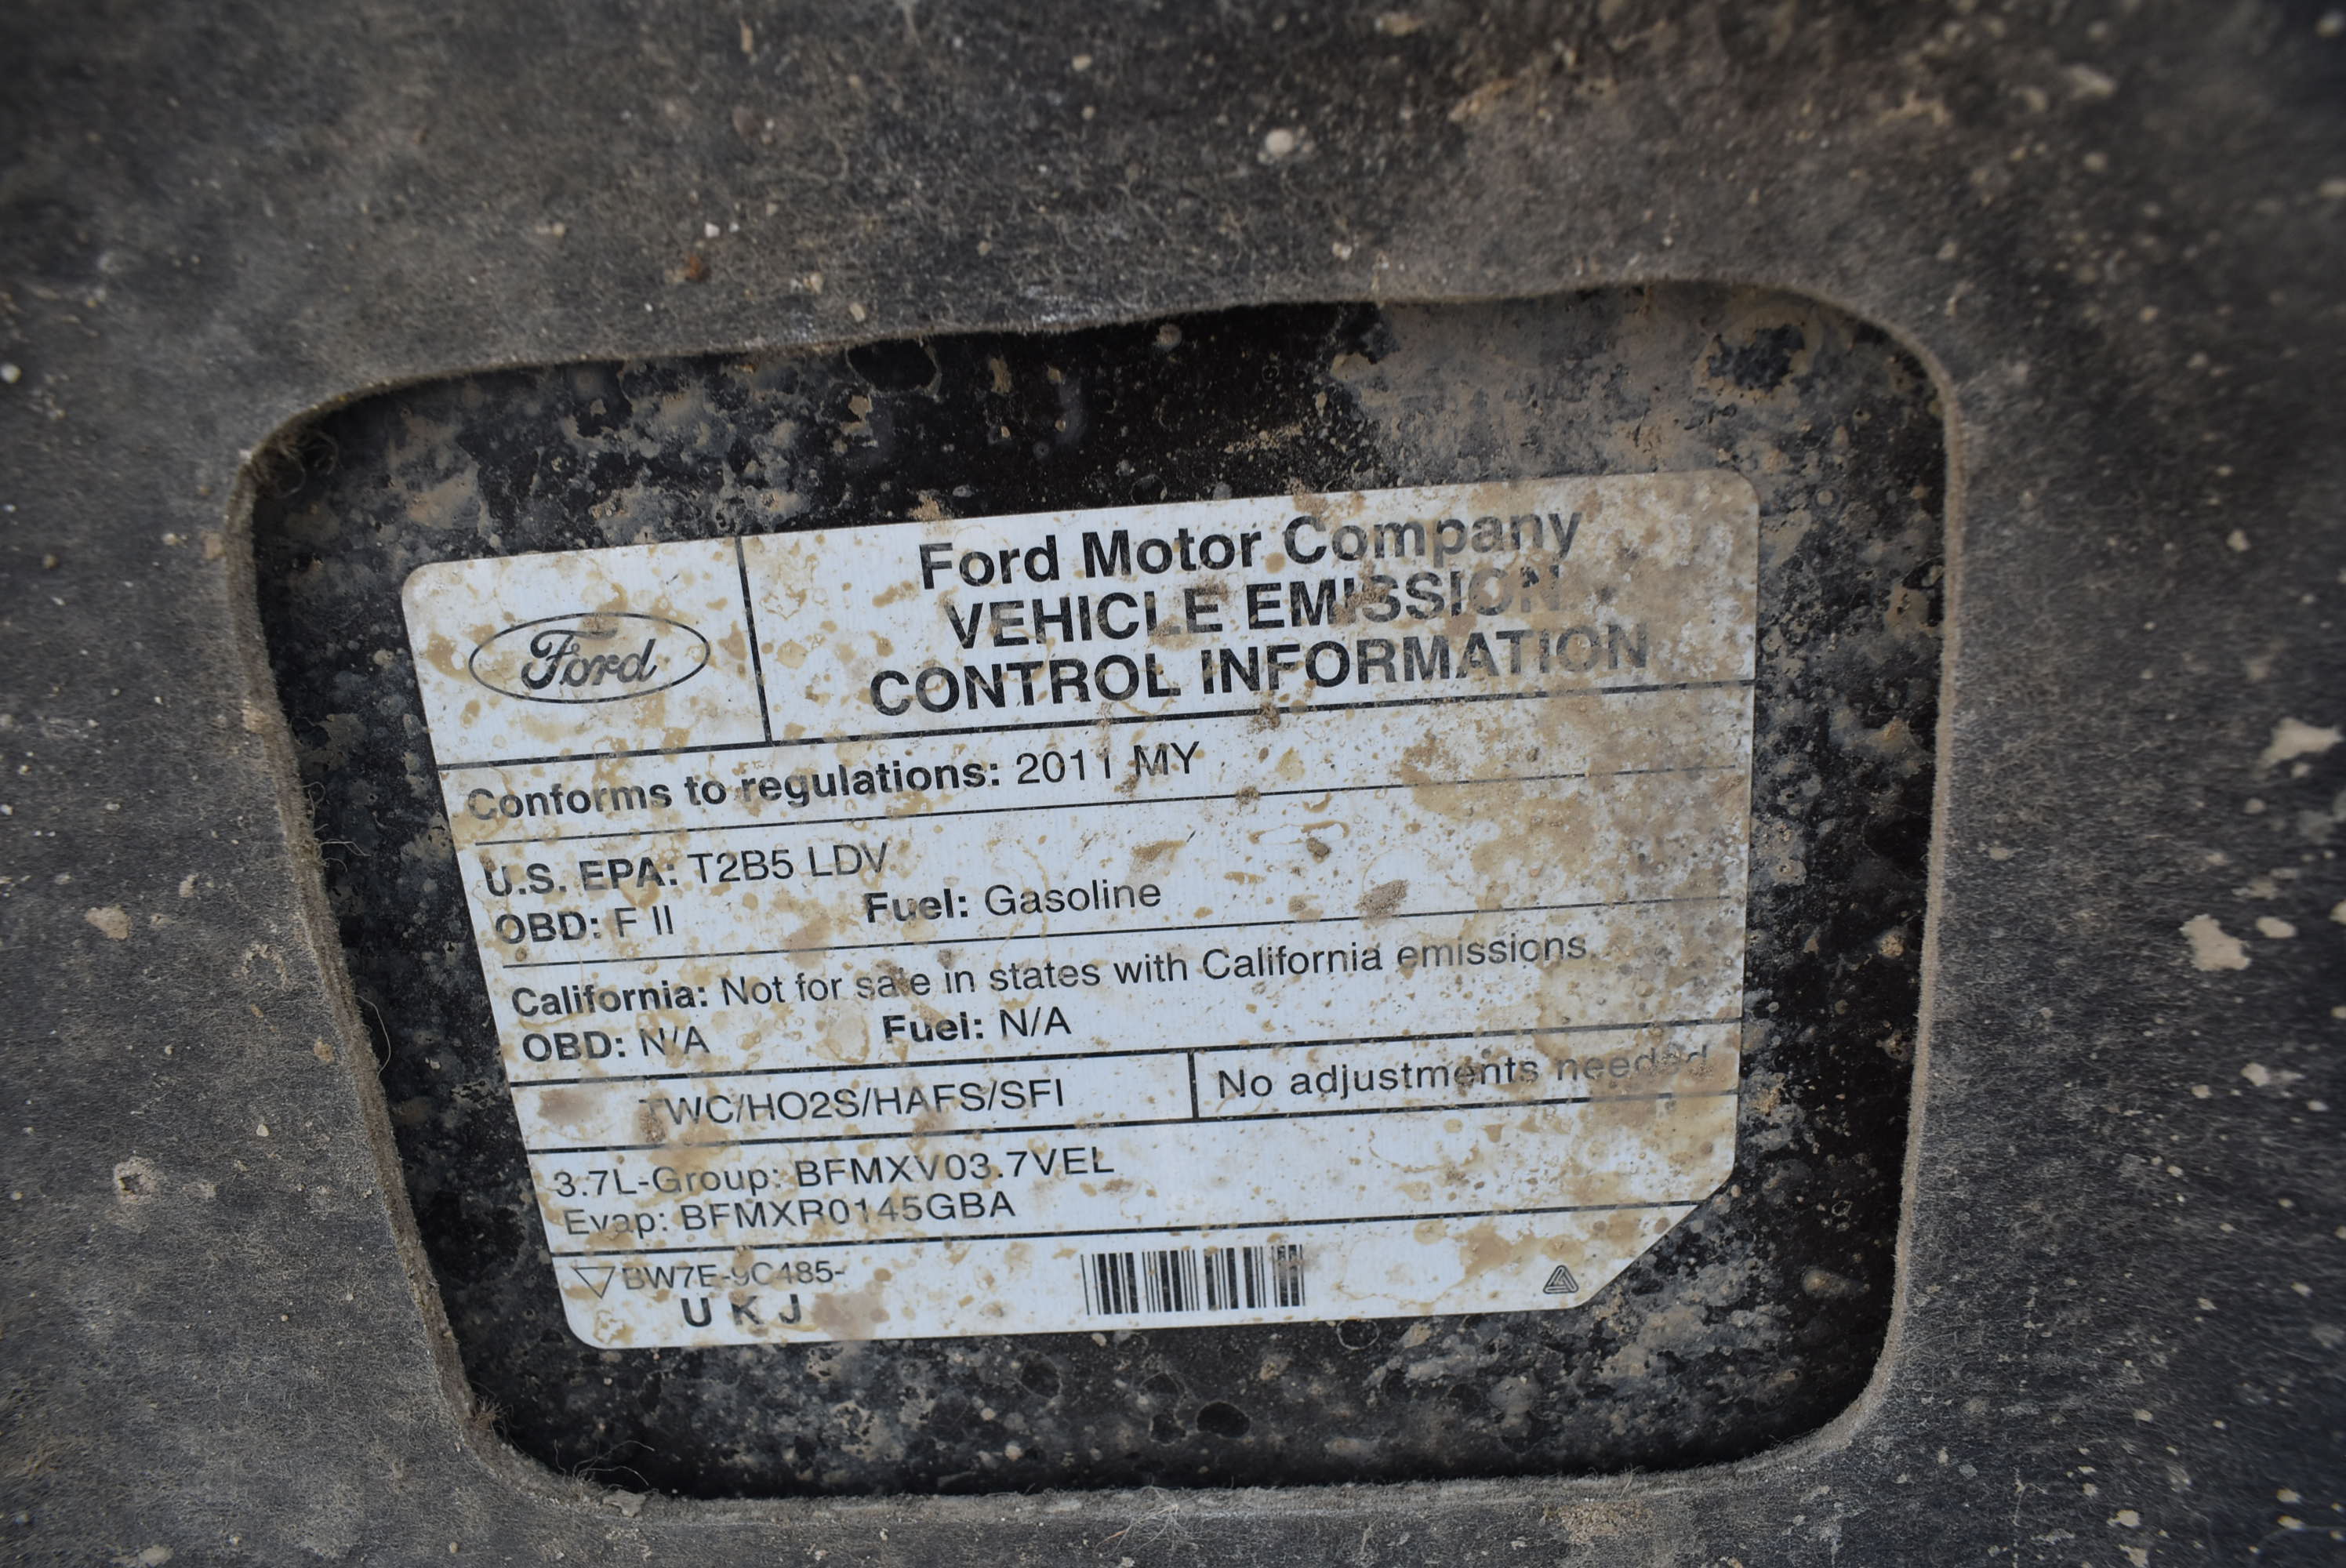 Ford
Ford Motor Company
VEHICLE EMISSION
CONTROL INFORMATION
Conforms to regulations: 2011 MY
U.S. EPA: T2B5 LDV
OBD: F II Fuel: Gasoline
California: Not for sale in states with California emissions
OBD: N/A Fuel: N/A
TWC/HO2S/HAFS/SFI
No adjustments needed
3.7L-Group: BFMXV03.7VEL
Evap: BFMXR0145GBA
BW7E-9C485-
U K J